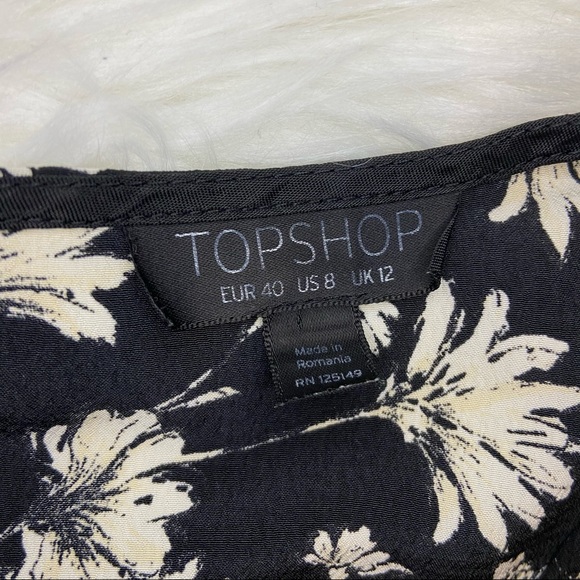 TOPSHOP
EUR 40 US 8 UK 12
Made in
Romania
RN 125149